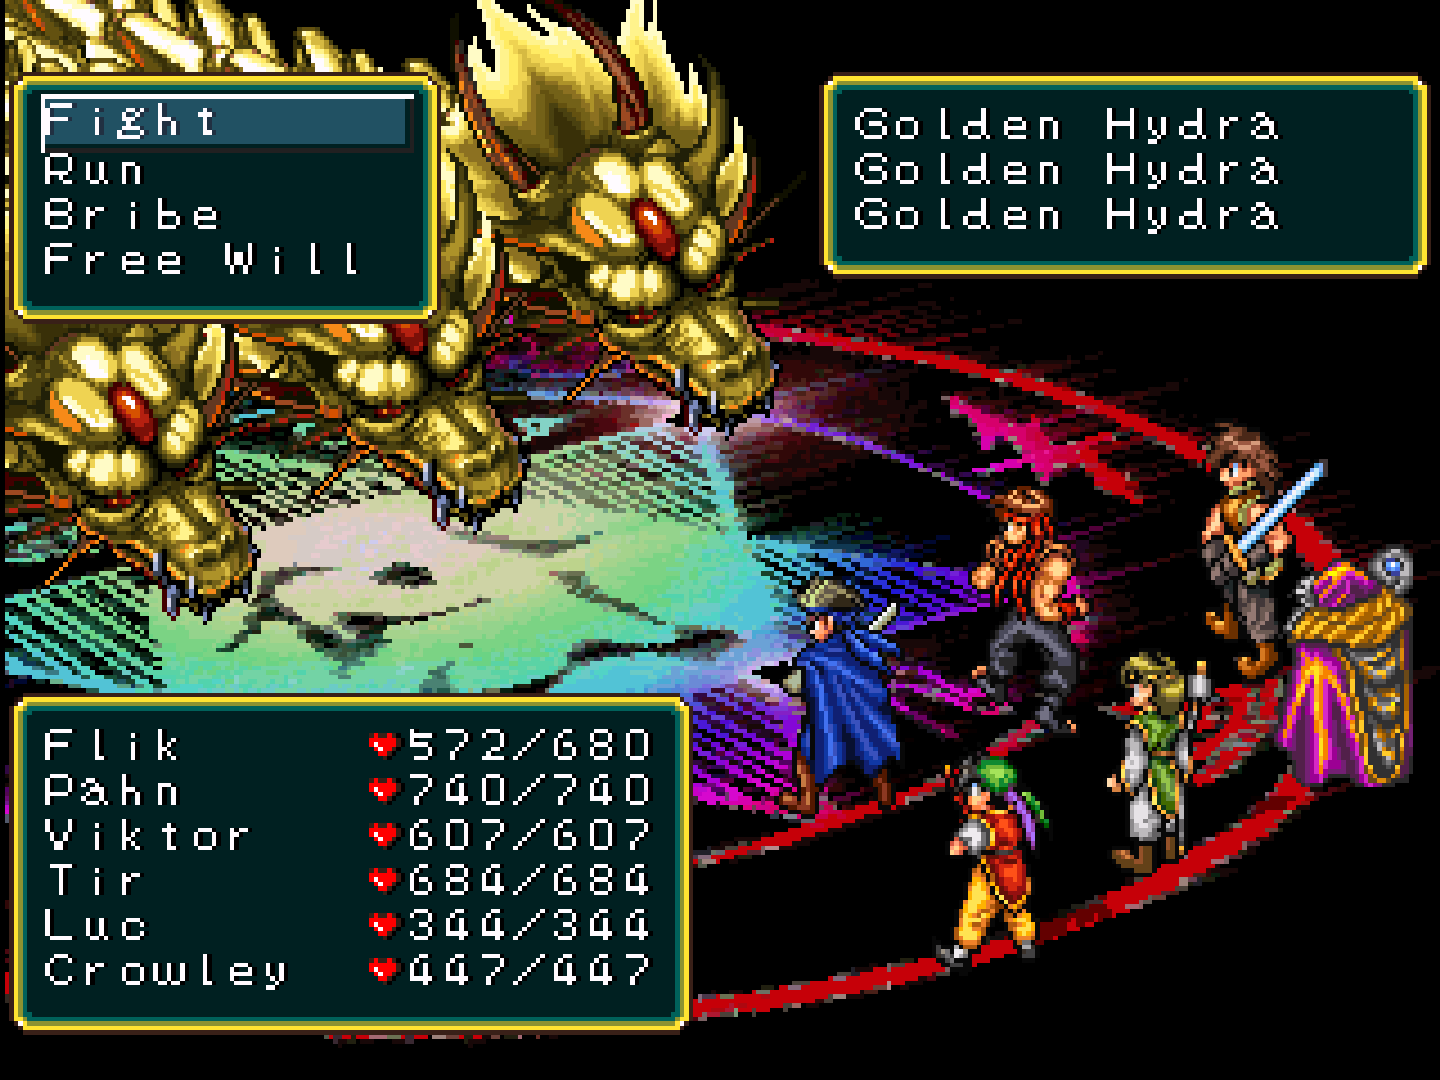 Fight
Run
Bribe
Free Will
Golden Hydra
Golden Hydra
Golden Hydra
Flik 572/680
Pahn 740/740
Viktor 607/607
Tir 684/684
Luc 344/344
Crowley 447/447